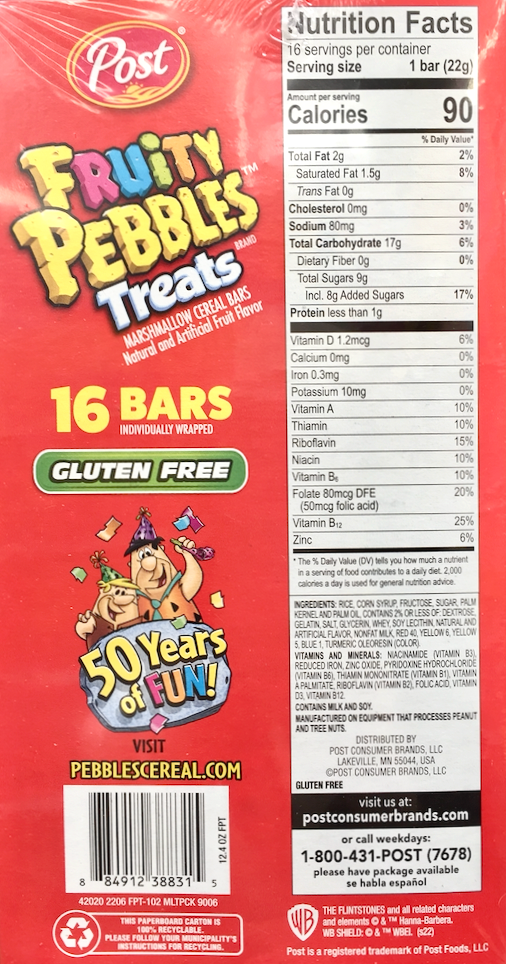 Post®
FRUITY
PEBBLES™
BRAND
Treats
MARSHMALLOW CEREAL BARS
Natural and Artificial Fruit Flavor
16 BARS
INDIVIDUALLY WRAPPED
GLUTEN FREE
50 Years
of FUN!
VISIT
PEBBLESCEREAL.COM
12.4 OZ FPT
8 84912 38831 5
42020 2206 FPT-102 MLTPCK 9006
THIS PAPERBOARD CARTON IS
100% RECYCLABLE.
PLEASE FOLLOW YOUR MUNICIPALITY'S
INSTRUCTIONS FOR RECYCLING.
Nutrition Facts
16 servings per container
Serving size 1 bar (22g)
Amount per serving
Calories 90
% Daily Value*
Total Fat 2g 2%
Saturated Fat 1.5g 8%
Trans Fat 0g
Cholesterol 0mg 0%
Sodium 80mg 3%
Total Carbohydrate 17g 6%
Dietary Fiber 0g 0%
Total Sugars 9g
Incl. 8g Added Sugars 17%
Protein less than 1g
Vitamin D 1.2mcg 6%
Calcium 0mg 0%
Iron 0.3mg 0%
Potassium 10mg 0%
Vitamin A 10%
Thiamin 10%
Riboflavin 15%
Niacin 10%
Vitamin B6 10%
Folate 80mcg DFE 20%
(50mcg folic acid)
Vitamin B12 25%
Zinc 6%
* The % Daily Value (DV) tells you how much a nutrient
in a serving of food contributes to a daily diet. 2,000
calories a day is used for general nutrition advice.
INGREDIENTS: RICE, CORN SYRUP, FRUCTOSE, SUGAR, PALM
KERNEL AND PALM OIL, CONTAINS 2% OR LESS OF: DEXTROSE,
GELATIN, SALT, GLYCERIN, WHEY, SOY LECITHIN, NATURAL AND
ARTIFICIAL FLAVOR, NONFAT MILK, RED 40, YELLOW 6, YELLOW
5, BLUE 1, TURMERIC OLEORESIN (COLOR).
VITAMINS AND MINERALS: NIACINAMIDE (VITAMIN B3),
REDUCED IRON, ZINC OXIDE, PYRIDOXINE HYDROCHLORIDE
(VITAMIN B6), THIAMIN MONONITRATE (VITAMIN B1), VITAMIN
A PALMITATE, RIBOFLAVIN (VITAMIN B2), FOLIC ACID, VITAMIN
D3, VITAMIN B12.
CONTAINS MILK AND SOY.
MANUFACTURED ON EQUIPMENT THAT PROCESSES PEANUT
AND TREE NUTS.
DISTRIBUTED BY
POST CONSUMER BRANDS, LLC
LAKEVILLE, MN 55044, USA
©POST CONSUMER BRANDS, LLC
GLUTEN FREE
visit us at:
postconsumerbrands.com
or call weekdays:
1-800-431-POST (7678)
please have package available
se habla español
WB
THE FLINTSTONES and all related characters
and elements © & ™ Hanna-Barbera.
WB SHIELD: © & ™ WBEI. (s22)
Post is a registered trademark of Post Foods, LLC